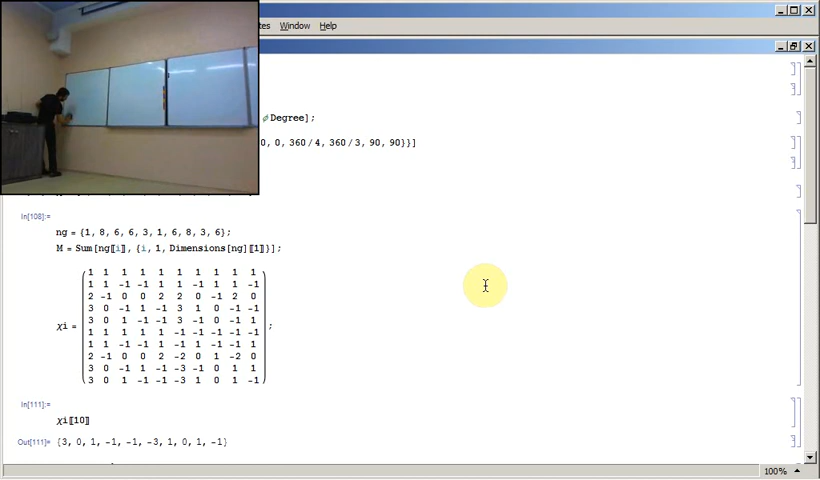 tes Window Help
Degree];
0, 0, 360 / 4, 360 / 3, 90, 90}}]
In[108]:=
ng = {1, 8, 6, 6, 3, 1, 6, 8, 3, 6};
M = Sum[ng[[i]], {i, 1, Dimensions[ng][[1]]}];
1 1 1 1 1 1 1 1 1 1
1 1 -1 -1 1 1 -1 1 1 -1
2 -1 0 0 2 2 0 -1 2 0
3 0 -1 1 -1 3 1 0 -1 -1
3 0 1 -1 -1 3 -1 0 -1 1
1 1 1 1 1 -1 -1 -1 -1 -1
χi = 1 1 -1 -1 1 -1 1 -1 -1 1 ;
2 -1 0 0 2 -2 0 1 -2 0
3 0 -1 1 -1 -3 -1 0 1 1
3 0 1 -1 -1 -3 1 0 1 -1
In[111]:=
χi[[10]]
Out[111]= {3, 0, 1, -1, -1, -3, 1, 0, 1, -1}
100%